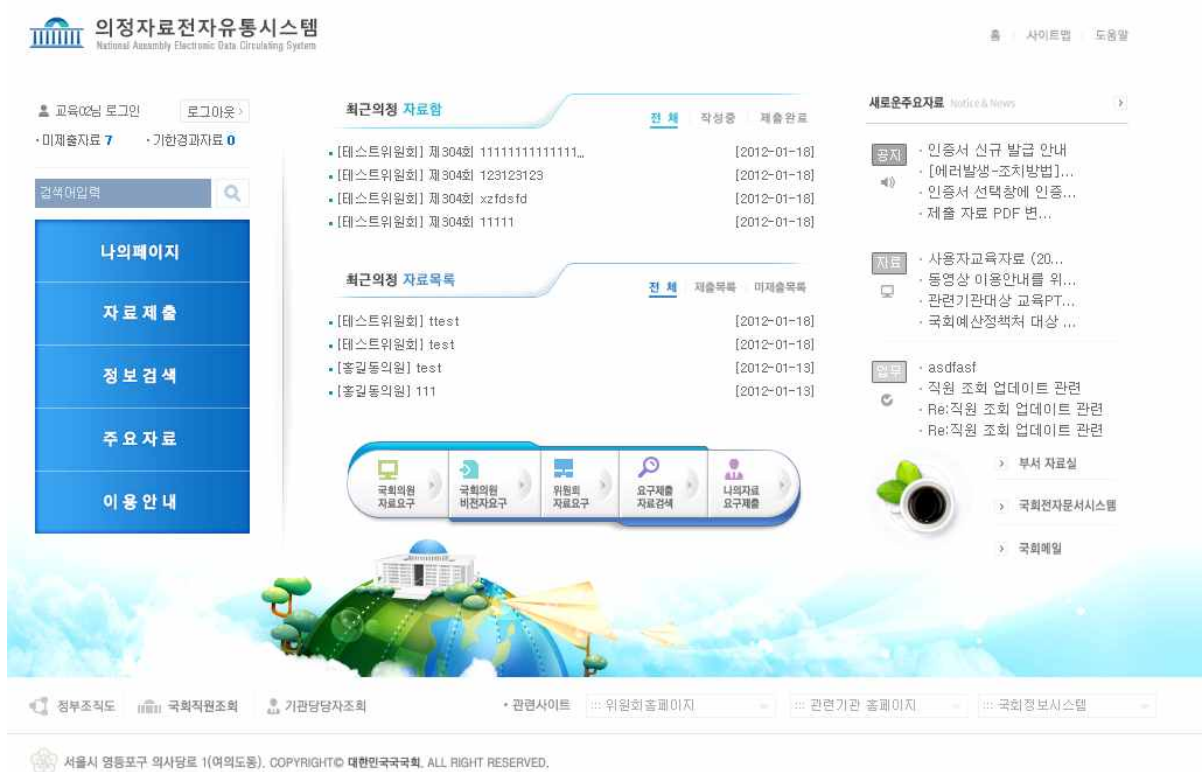 의정자료전자유통시스템
National Assembly Electronic Data Circulating System
홈 사이트맵 도움말
교육02님 로그인 로그아웃
·미제출자료 7 ·기한경과자료 0
검색어입력
나의페이지
자료제출
정보검색
주요자료
이용안내
최근의정 자료함
전체 작성중 제출완료
[테스트위원회] 제304회 11111111111111... [2012-01-18]
[테스트위원회] 제304회 123123123 [2012-01-18]
[테스트위원회] 제304회 xzfdsfd [2012-01-18]
[테스트위원회] 제304회 11111 [2012-01-18]
최근의정 자료목록
전체 제출목록 미제출목록
[테스트위원회] ttest [2012-01-18]
[테스트위원회] test [2012-01-18]
[홍길동의원] test [2012-01-13]
[홍길동의원] 111 [2012-01-13]
국회의원 자료요구
국회의원 비전자요구
위원회 자료요구
요구제출 자료검색
나의자료 요구제출
새로운주요자료 Notice & News
공지
· 인증서 신규 발급 안내
· [에러발생-조치방법]...
· 인증서 선택창에 인증...
· 제출 자료 PDF 변...
자료
· 사용자교육자료 (20...
· 동영상 이용안내를 위...
· 관련기관대상 교육PT...
· 국회예산정책처 대상 ...
업무
· asdfasf
· 직원 조회 업데이트 관련
· Re:직원 조회 업데이트 관련
· Re:직원 조회 업데이트 관련
부서 자료실
국회전자문서시스템
국회메일
정부조직도 국회직원조회 기관담당자조회
• 관련사이트 ::: 위원회홈페이지 ::: 관련기관 홈페이지 ::: 국회정보시스템
서울시 영등포구 의사당로 1(여의도동), COPYRIGHT© 대한민국국국회, ALL RIGHT RESERVED.